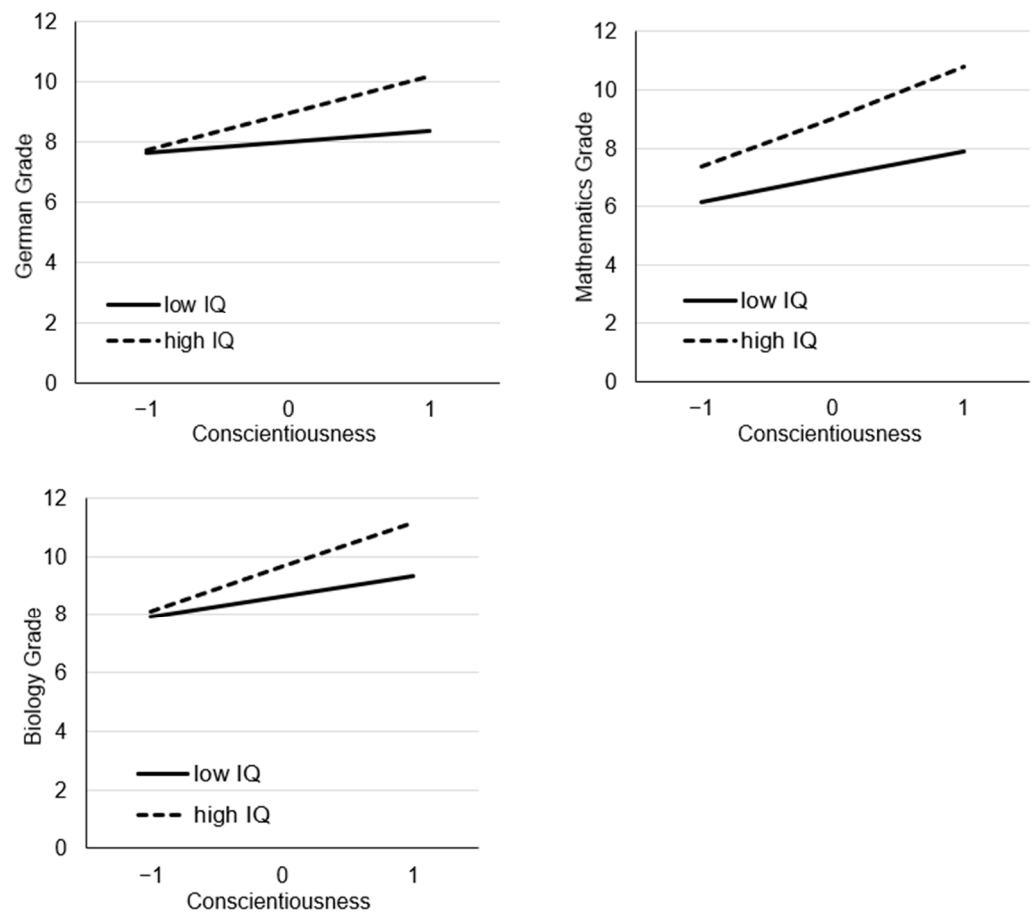 12
10
8
6
4
2
0
German Grade
low IQ
high IQ
−1 0 1
Conscientiousness
12
10
8
6
4
2
0
Mathematics Grade
low IQ
high IQ
−1 0 1
Conscientiousness
12
10
8
6
4
2
0
Biology Grade
low IQ
high IQ
−1 0 1
Conscientiousness